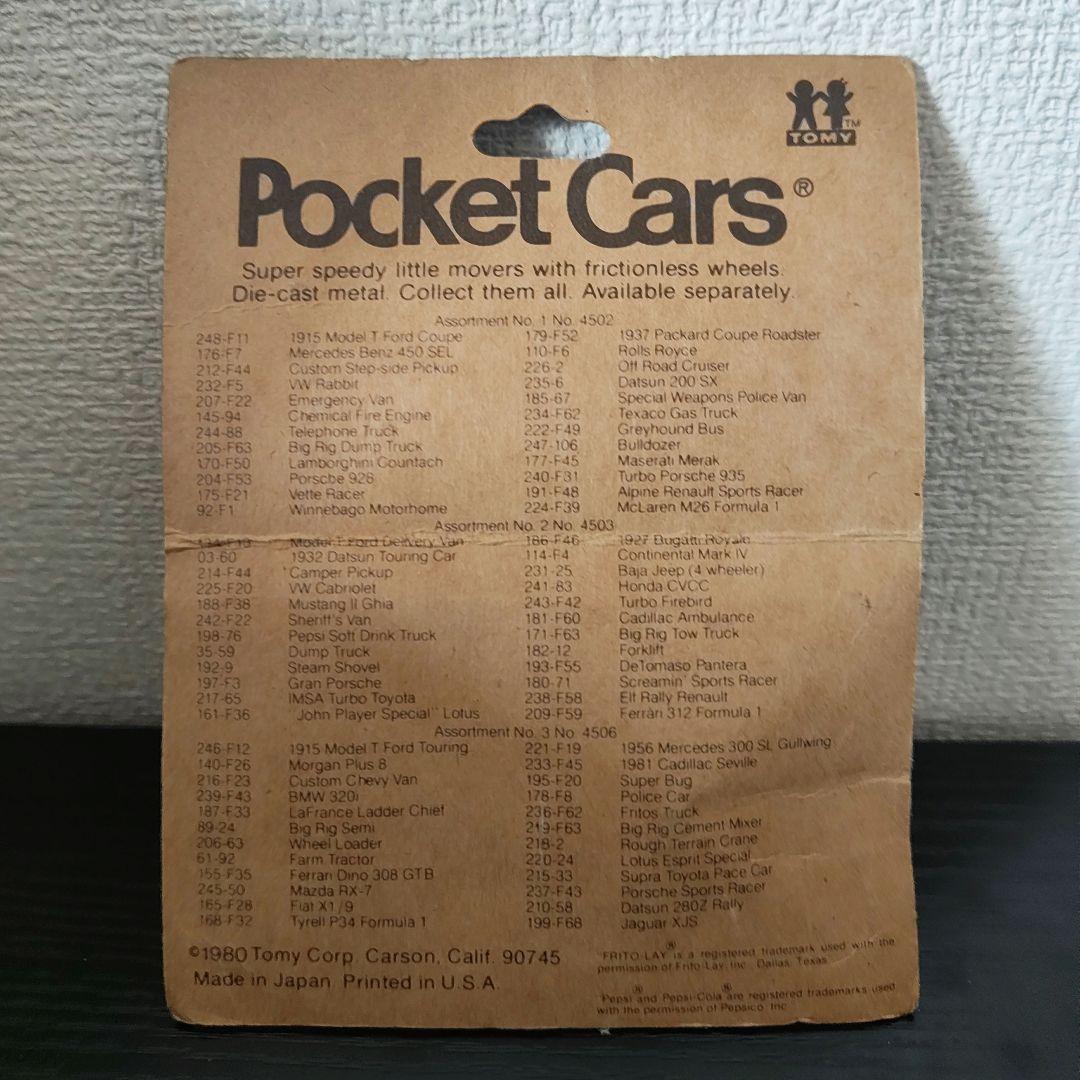 TOMY TM
Pocket Cars ®
Super speedy little movers with frictionless wheels.
Die-cast metal. Collect them all. Available separately.
Assortment No. 1 No. 4502
248-F11 1915 Model T Ford Coupe 179-F52 1937 Packard Coupe Roadster
176-F7 Mercedes Benz 450 SEL 110-F6 Rolls Royce
212-F44 Custom Step-side Pickup 226-2 Off Road Cruiser
232-F5 VW Rabbit 235-6 Datsun 200 SX
207-F22 Emergency Van 185-67 Special Weapons Police Van
145-94 Chemical Fire Engine 234-F62 Texaco Gas Truck
244-88 Telephone Truck 222-F49 Greyhound Bus
205-F63 Big Rig Dump Truck 247-106 Bulldozer
170-F50 Lamborghini Countach 177-F45 Maserati Merak
204-F53 Porsche 928 240-F31 Turbo Porsche 935
175-F21 Vette Racer 191-F48 Alpine Renault Sports Racer
92-F1 Winnebago Motorhome 224-F39 McLaren M26 Formula 1
Assortment No. 2 No. 4503
Model T Ford Delivery Van 186-F46 1927 Bugatti Royale
03-60 1932 Datsun Touring Car 114-F4 Continental Mark IV
214-F44 Camper Pickup 231-25 Baja Jeep (4 wheeler)
225-F20 VW Cabriolet 241-83 Honda CVCC
188-F38 Mustang II Ghia 243-F42 Turbo Firebird
242-F22 Sheriff's Van 181-F60 Cadillac Ambulance
198-76 Pepsi Soft Drink Truck 171-F63 Big Rig Tow Truck
35-59 Dump Truck 182-12 Forklift
192-9 Steam Shovel 193-F55 DeTomaso Pantera
197-F3 Gran Porsche 180-71 Screamin' Sports Racer
217-65 IMSA Turbo Toyota 238-F58 Elf Rally Renault
161-F36 "John Player Special" Lotus 209-F59 Ferrari 312 Formula 1
Assortment No. 3 No. 4506
246-F12 1915 Model T Ford Touring 221-F19 1956 Mercedes 300 SL Gullwing
140-F26 Morgan Plus 8 233-F45 1981 Cadillac Seville
216-F23 Custom Chevy Van 195-F20 Super Bug
239-F43 BMW 320i 178-F8 Police Car
187-F33 LaFrance Ladder Chief 236-F62 Fritos Truck
89-24 Big Rig Semi 219-F63 Big Rig Cement Mixer
206-63 Wheel Loader 218-2 Rough Terrain Crane
61-92 Farm Tractor 220-24 Lotus Esprit Special
155-F35 Ferrari Dino 308 GTB 215-33 Supra Toyota Pace Car
245-50 Mazda RX-7 237-F43 Porsche Sports Racer
165-F28 Fiat X1/9 210-58 Datsun 280Z Rally
168-F32 Tyrell P34 Formula 1 199-F68 Jaguar XJS
©1980 Tomy Corp. Carson, Calif. 90745
Made in Japan. Printed in U.S.A.
"FRITO-LAY"® is a registered trademark used with the
permission of Frito-Lay, Inc., Dallas, Texas.
"Pepsi® and Pepsi-Cola® are registered trademarks used
with the permission of Pepsico, Inc.